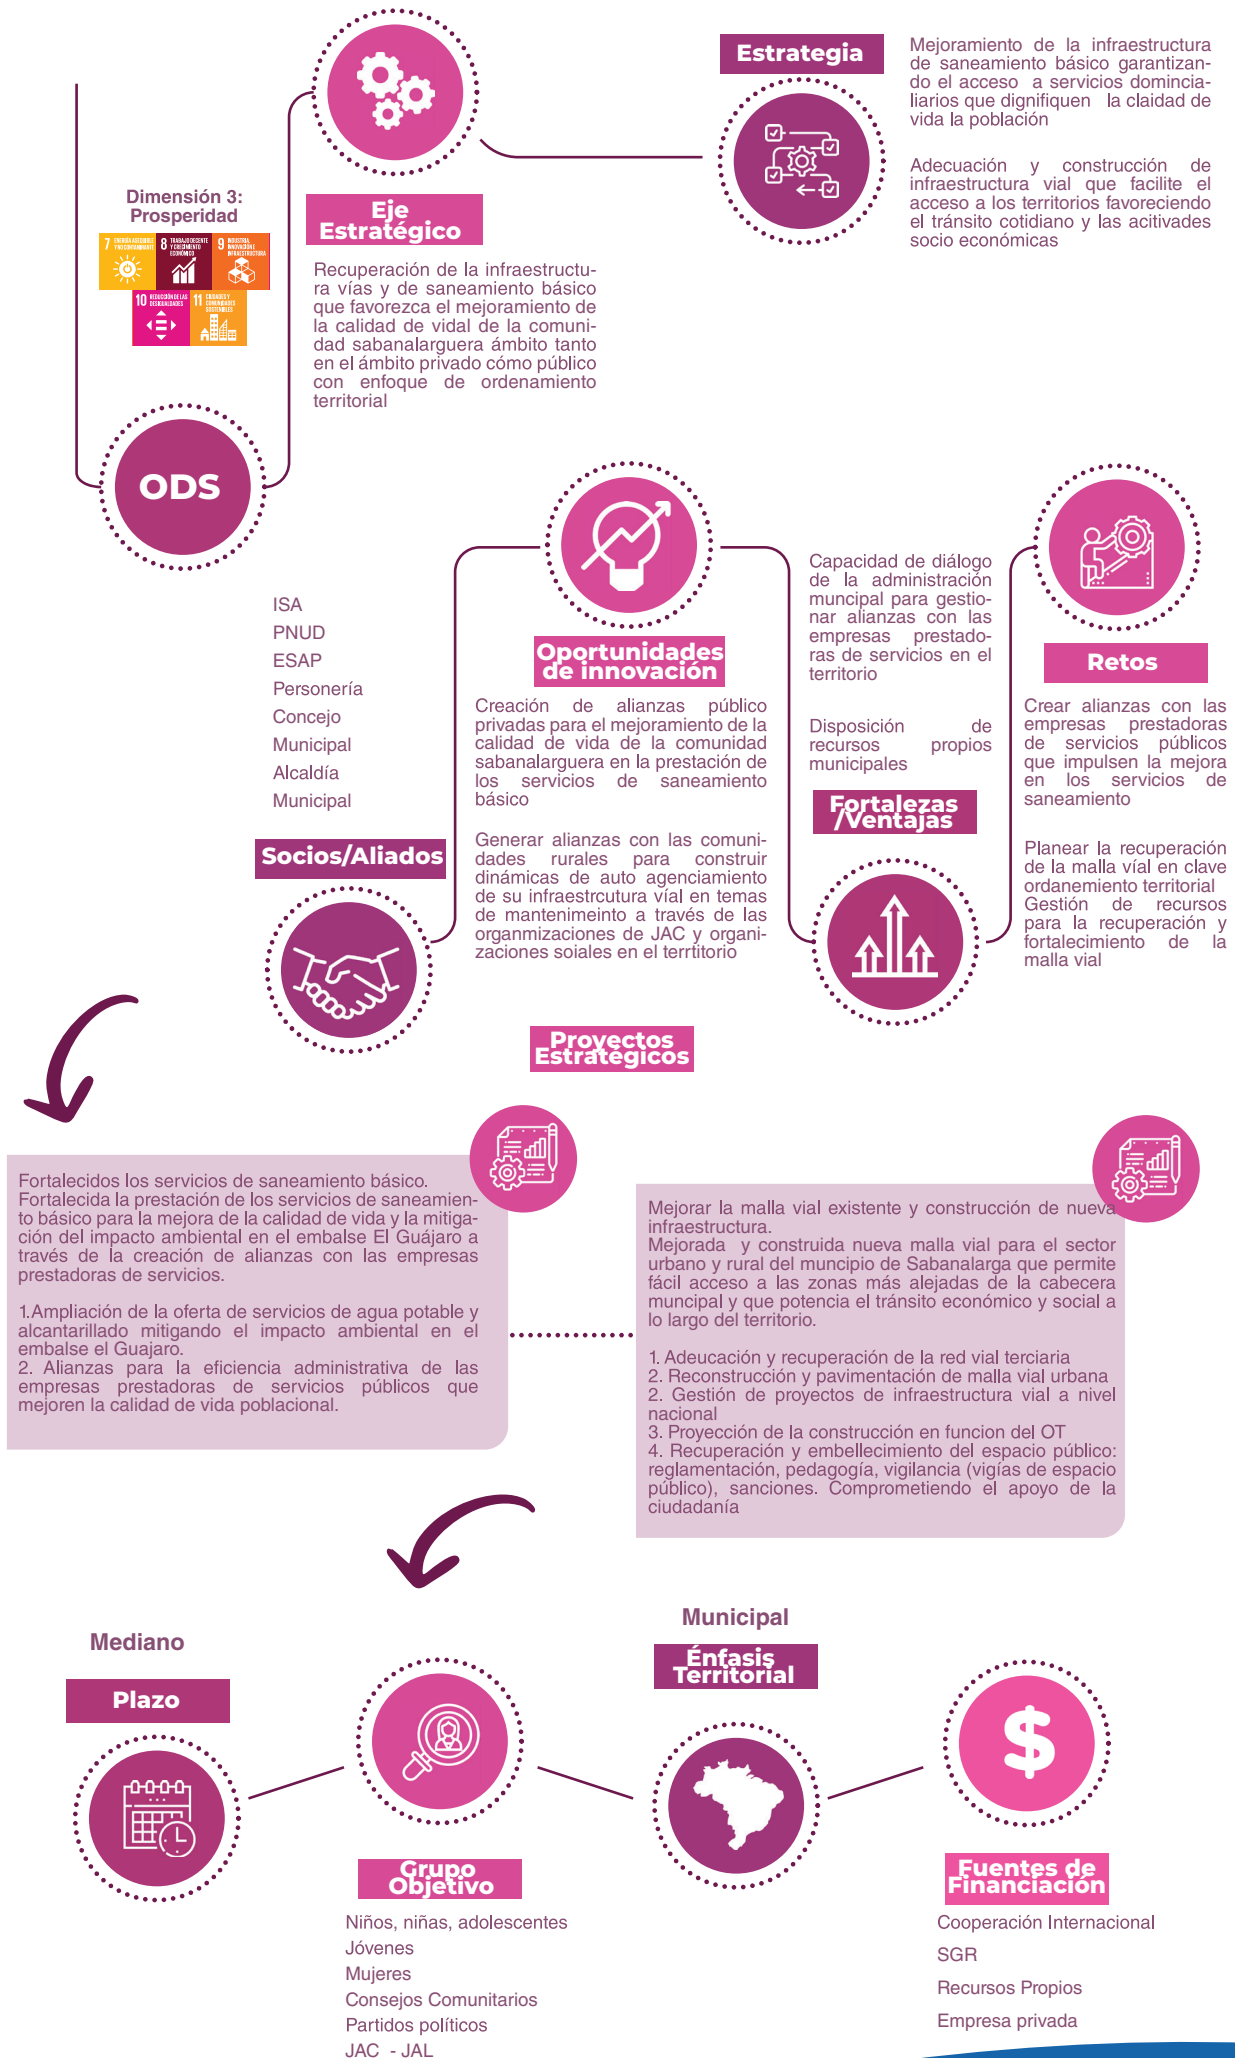 Estrategia
Mejoramiento de la infraestructura
de saneamiento básico garantizan-
do el acceso a servicios domincia-
liarios que dignifiquen la claidad de
vida la población
Adecuación y construcción de
infraestructura vial que facilite el
acceso a los territorios favoreciendo
el tránsito cotidiano y las acitivades
socio económicas
Dimensión 3:
Prosperidad
7 ENERGÍA ASEQUIBLE
Y NO CONTAMINANTE
8 TRABAJO DECENTE
Y CRECIMIENTO
ECONÓMICO
9 INDUSTRIA,
INNOVACIÓN E
INFRAESTRUCTURA
10 REDUCCIÓN DE LAS
DESIGUALDADES
11 CIUDADES Y
COMUNIDADES
SOSTENIBLES
ODS
Eje
Estratégico
Recuperación de la infraestructu-
ra vías y de saneamiento básico
que favorezca el mejoramiento de
la calidad de vidal de la comuni-
dad sabanalarguera ámbito tanto
en el ámbito privado cómo público
con enfoque de ordenamiento
territorial
ISA
PNUD
ESAP
Personería
Concejo
Municipal
Alcaldía
Municipal
Socios/Aliados
Oportunidades
de innovación
Creación de alianzas público
privadas para el mejoramiento de la
calidad de vida de la comunidad
sabanalarguera en la prestación de
los servicios de saneamiento
básico
Generar alianzas con las comuni-
dades rurales para construir
dinámicas de auto agenciamiento
de su infraestrcutura víal en temas
de mantenimeinto a través de las
organmizaciones de JAC y organi-
zaciones soiales en el terrtitorio
Capacidad de diálogo
de la administración
muncipal para gestio-
nar alianzas con las
empresas prestado-
ras de servicios en el
territorio
Disposición de
recursos propios
municipales
Fortalezas
/Ventajas
Retos
Crear alianzas con las
empresas prestadoras
de servicios públicos
que impulsen la mejora
en los servicios de
saneamiento
Planear la recuperación
de la malla víal en clave
ordanemiento territorial
Gestión de recursos
para la recuperación y
fortalecimiento de la
malla vial
Proyectos
Estratégicos
Fortalecidos los servicios de saneamiento básico.
Fortalecida la prestación de los servicios de saneamien-
to básico para la mejora de la calidad de vida y la mitiga-
ción del impacto ambiental en el embalse El Guájaro a
través de la creación de alianzas con las empresas
prestadoras de servicios.
1.Ampliación de la oferta de servicios de agua potable y
alcantarillado mitigando el impacto ambiental en el
embalse el Guajaro.
2. Alianzas para la eficiencia administrativa de las
empresas prestadoras de servicios públicos que
mejoren la calidad de vida poblacional.
Mejorar la malla vial existente y construcción de nueva
infraestructura.
Mejorada y construida nueva malla vial para el sector
urbano y rural del muncipio de Sabanalarga que permite
fácil acceso a las zonas más alejadas de la cabecera
muncipal y que potencia el tránsito económico y social a
lo largo del territorio.
1. Adeucación y recuperación de la red vial terciaria
2. Reconstrucción y pavimentación de malla vial urbana
2. Gestión de proyectos de infraestructura vial a nivel
nacional
3. Proyección de la construcción en funcion del OT
4. Recuperación y embellecimiento del espacio público:
reglamentación, pedagogía, vigilancia (vigías de espacio
público), sanciones. Comprometiendo el apoyo de la
ciudadanía
Mediano
Plazo
Grupo
Objetivo
Niños, niñas, adolescentes
Jóvenes
Mujeres
Consejos Comunitarios
Partidos políticos
JAC - JAL
Municipal
Énfasis
Territorial
$
Fuentes de
Financiación
Cooperación Internacional
SGR
Recursos Propios
Empresa privada